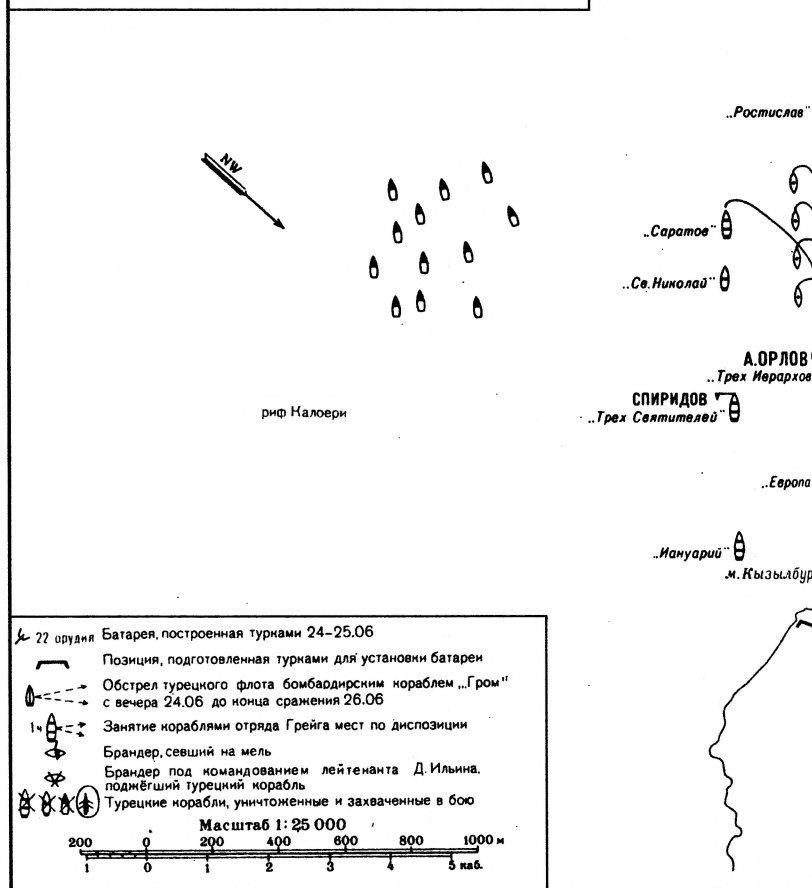 „Ростислав"
NW
„Саратов"
„Св.Николай"
А.ОРЛОВ
„Трех Иерархов
СПИРИДОВ
„Трех Святителей"
риф Калоери
„Европа
„Иануарий"
м.Кызылбур
22 орудия Батарея, построенная турками 24-25.06
Позиция, подготовленная турками для установки батареи
Обстрел турецкого флота бомбардирским кораблем „Гром"
с вечера 24.06 до конца сражения 26.06
1ч Занятие кораблями отряда Грейга мест по диспозиции
Брандер, севший на мель
Брандер под командованием лейтенанта Д.Ильина,
поджёгший турецкий корабль
Турецкие корабли, уничтоженные и захваченные в бою
Масштаб 1:25 000
200 0 200 400 600 800 1000 м
1 0 1 2 3 4 5 каб.